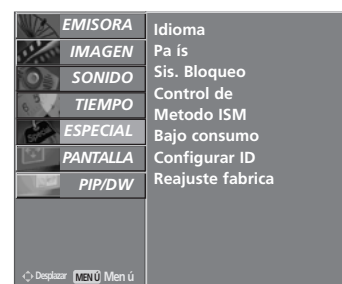 EMISORA
IMAGEN
SONIDO
TIEMPO
ESPECIAL
PANTALLA
PIP/DW
Idioma
Pa ís
Sis. Bloqueo
Control de
Metodo ISM
Bajo consumo
Configurar ID
Reajuste fabrica
Desplazar MENÚ Men ú